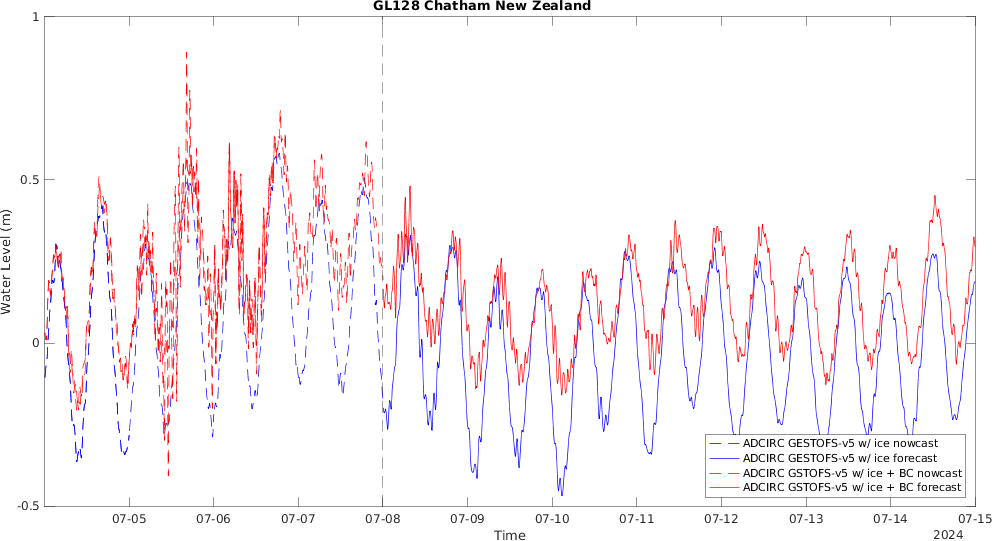 GL128 Chatham New Zealand
1
0.5
0
-0.5
Water Level (m)
ADCIRC GESTOFS-v5 w/ ice nowcast
ADCIRC GESTOFS-v5 w/ ice forecast
ADCIRC GSTOFS-v5 w/ ice + BC nowcast
ADCIRC GSTOFS-v5 w/ ice + BC forecast
07-05 07-06 07-07 07-08 07-09 07-10 07-11 07-12 07-13 07-14 07-15
Time
2024